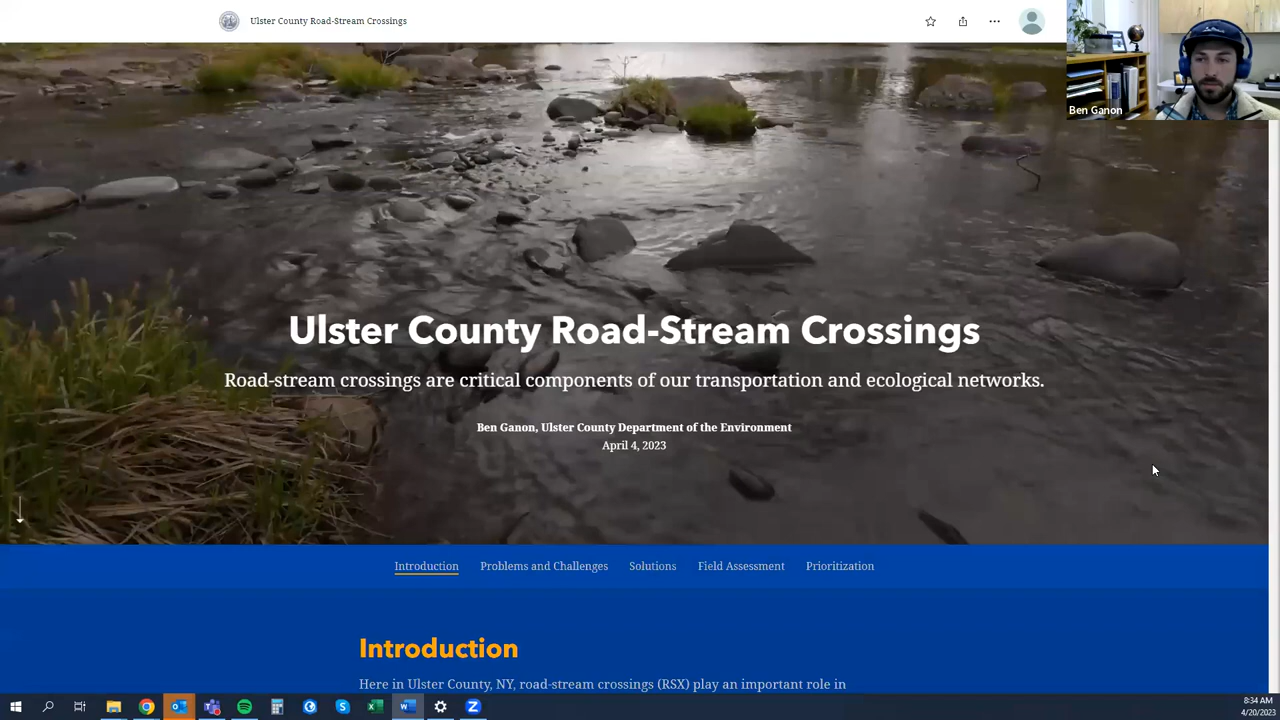 Ulster County Road-Stream Crossings
Ben Ganon
Ulster County Road-Stream Crossings
Road-stream crossings are critical components of our transportation and ecological networks.
Ben Ganon, Ulster County Department of the Environment
April 4, 2023
Introduction Problems and Challenges Solutions Field Assessment Prioritization
Introduction
Here in Ulster County, NY, road-stream crossings (RSX) play an important role in
8:34 AM
4/20/2023